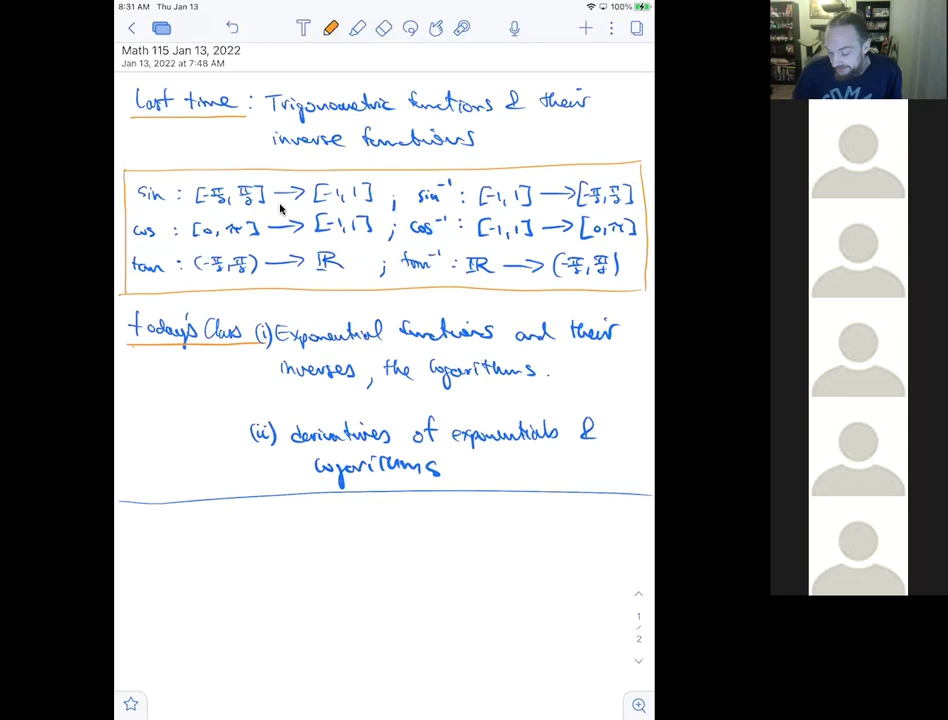 8:31 AM Thu Jan 13
100%
Math 115 Jan 13, 2022
Jan 13, 2022 at 7:48 AM
Last time : Trigonometric functions & their
inverse functions
sin : [-π/2, π/2] → [-1, 1] ; sin⁻¹ : [-1, 1] → [-π/2, π/2]
cos : [0, π] → [-1, 1] ; cos⁻¹ : [-1, 1] → [0, π]
tan : (-π/2, π/2) → ℝ ; tan⁻¹ : ℝ → (-π/2, π/2)
today's Class (i) Exponential functions and their
inverses, the logarithms.
(ii) derivatives of exponentials &
logarithms
1
/
2